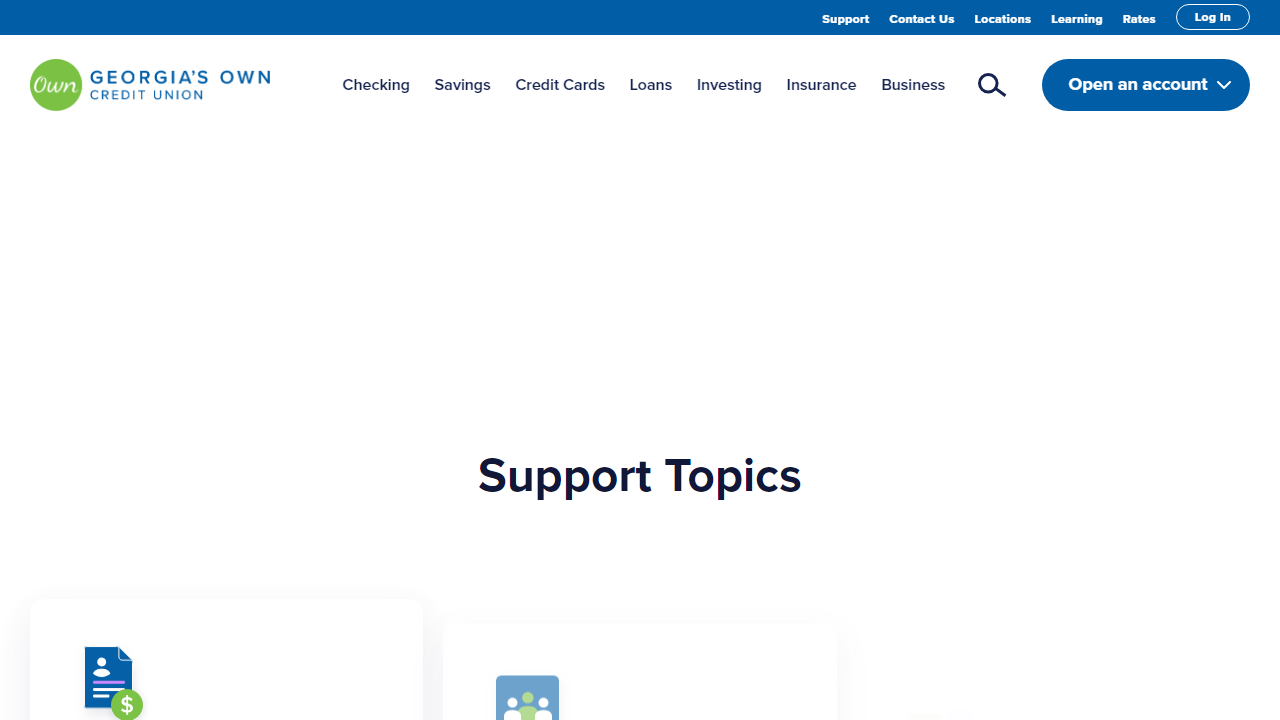 Support Contact Us Locations Learning Rates Log In
Own GEORGIA'S OWN
CREDIT UNION
Checking Savings Credit Cards Loans Investing Insurance Business Open an account
Support Topics
$